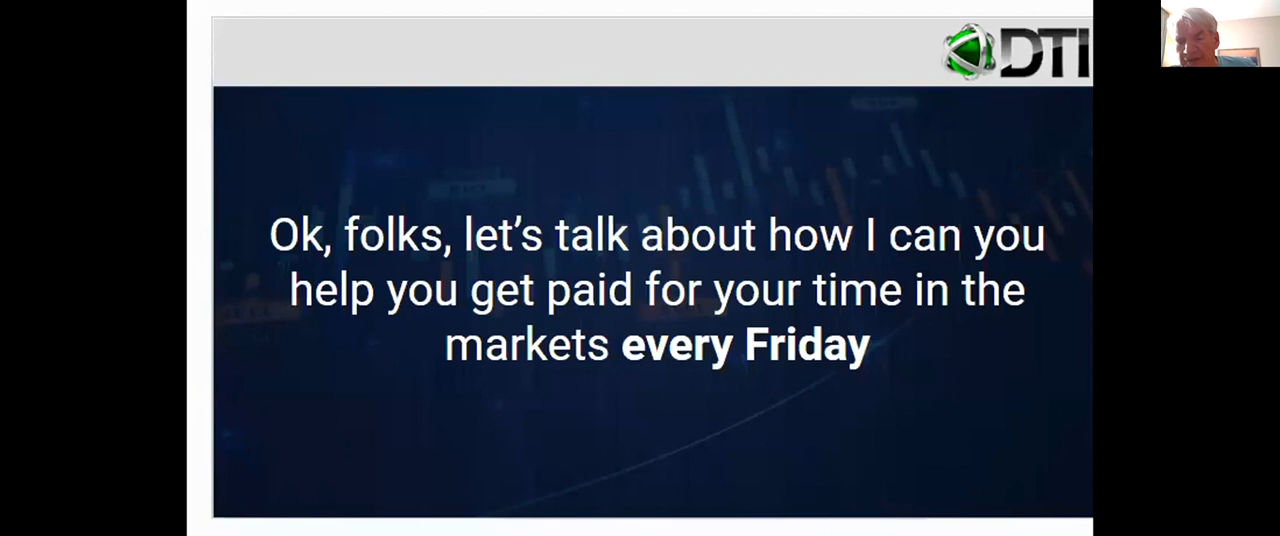 DTI
Ok, folks, let’s talk about how I can you
help you get paid for your time in the
markets every Friday